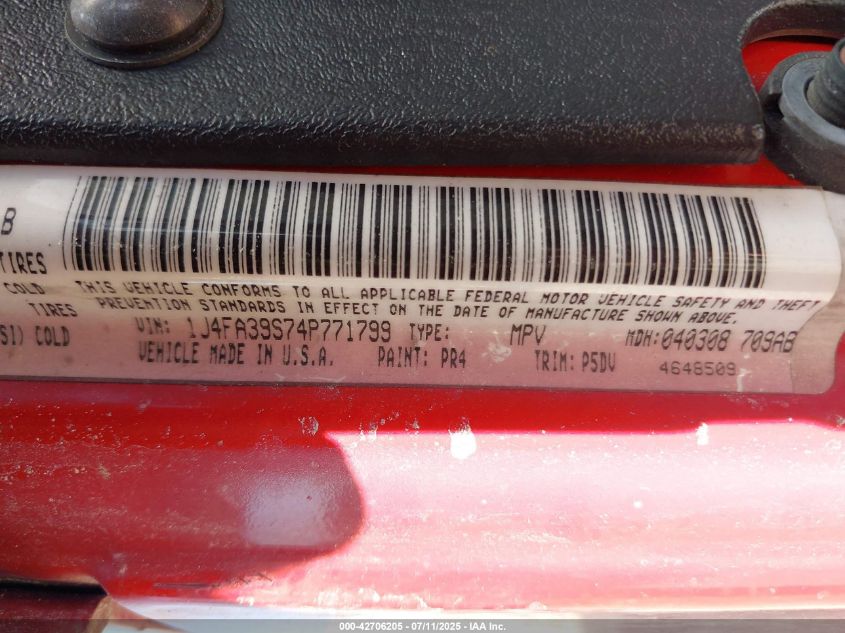 B
TIRES
COLD
THIS VEHICLE CONFORMS TO ALL APPLICABLE FEDERAL MOTOR VEHICLE SAFETY AND THEFT
TIRES
PREVENTION STANDARDS IN EFFECT ON THE DATE OF MANUFACTURE SHOWN ABOVE.
SI) COLD
VIN: 1J4FA39S74P771799 TYPE: MPV MDH:040308 709AB
VEHICLE MADE IN U.S.A. PAINT: PR4 TRIM: P5DV 4648509
000-42706205 - 07/11/2025 - IAA Inc.